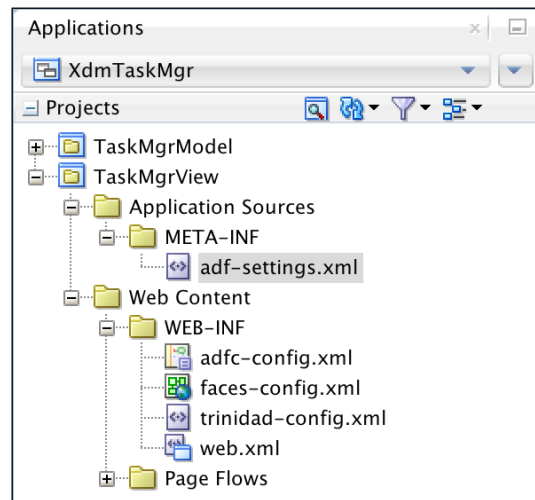 Applications
XdmTaskMgr
Projects
TaskMgrModel
TaskMgrView
Application Sources
META-INF
adf-settings.xml
Web Content
WEB-INF
adfc-config.xml
faces-config.xml
trinidad-config.xml
web.xml
Page Flows